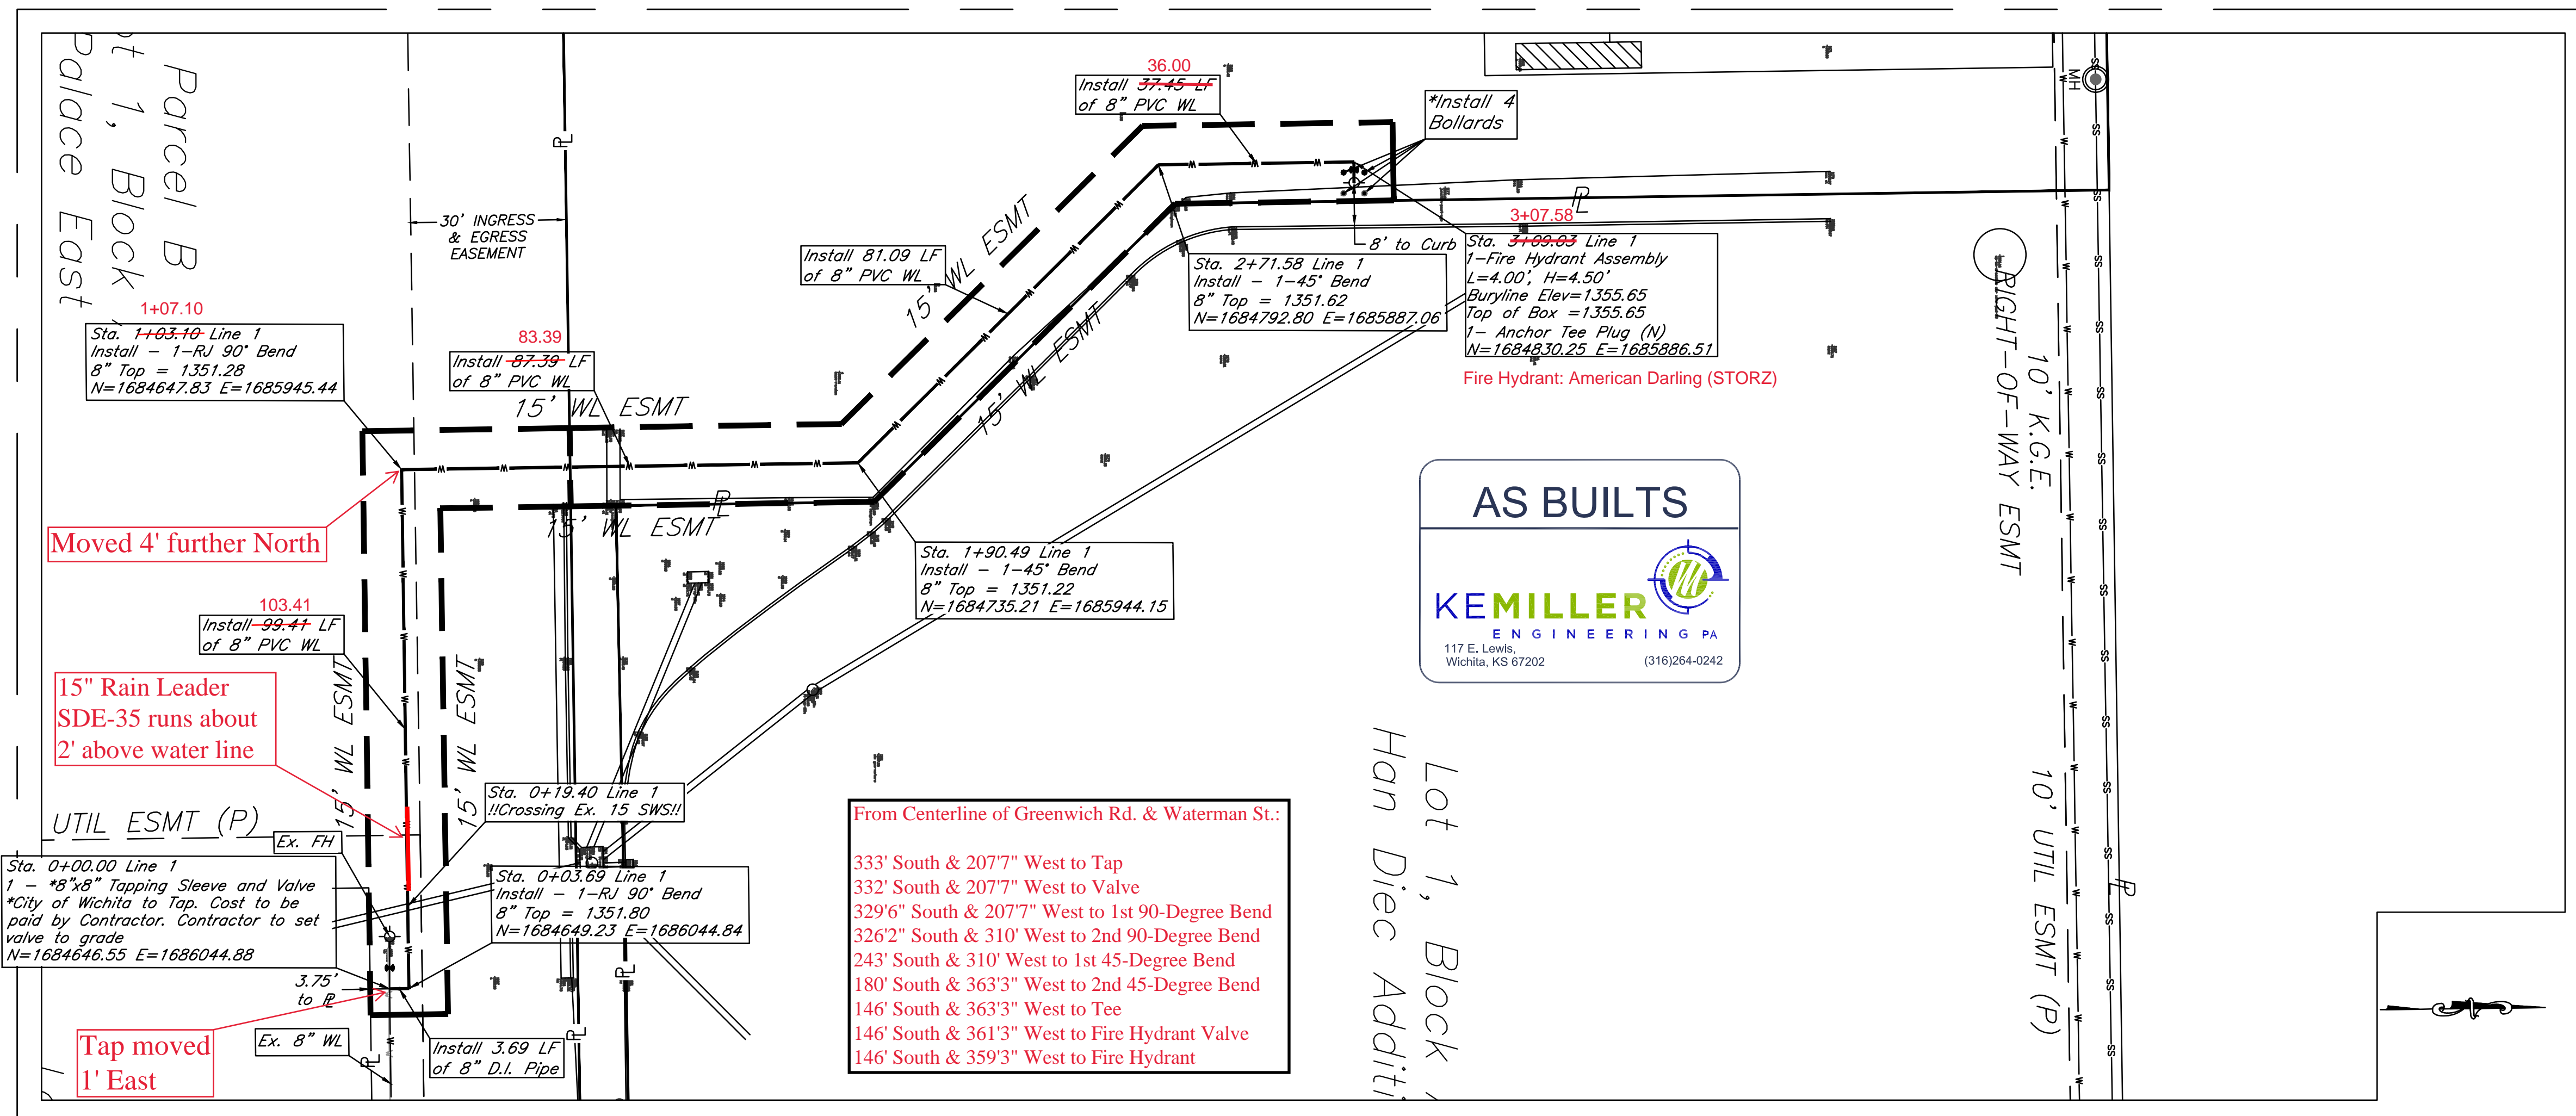 Parcel B
ot 1, Block
Palace East
30' INGRESS
& EGRESS
EASEMENT
36.00
Install 37.45 LF
of 8" PVC WL
*Install 4
Bollards
MH
1+07.10
Sta. 1+03.10 Line 1
Install - 1-RJ 90° Bend
8" Top = 1351.28
N=1684647.83 E=1685945.44
83.39
Install 87.39 LF
of 8" PVC WL
Install 81.09 LF
of 8" PVC WL
15' WL ESMT
15' WL ESMT
15' WL ESMT
15' WL ESMT
8' to Curb
Sta. 2+71.58 Line 1
Install - 1-45° Bend
8" Top = 1351.62
N=1684792.80 E=1685887.06
3+07.58
Sta. 3+09.03 Line 1
1-Fire Hydrant Assembly
L=4.00', H=4.50'
Buryline Elev=1355.65
Top of Box =1355.65
1- Anchor Tee Plug (N)
N=1684830.25 E=1685886.51
Fire Hydrant: American Darling (STORZ)
10' K.G.E.
RIGHT-OF-WAY ESMT
Moved 4' further North
Sta. 1+90.49 Line 1
Install - 1-45° Bend
8" Top = 1351.22
N=1684735.21 E=1685944.15
AS BUILTS
KEMILLER
ENGINEERING PA
117 E. Lewis,
Wichita, KS 67202
(316)264-0242
103.41
Install 99.41 LF
of 8" PVC WL
15" Rain Leader
SDE-35 runs about
2' above water line
15' WL ESMT
15' WL ESMT
UTIL ESMT (P)
Ex. FH
Sta. 0+19.40 Line 1
!!Crossing Ex. 15 SWS!!
Sta. 0+00.00 Line 1
1 - *8"x8" Tapping Sleeve and Valve
*City of Wichita to Tap. Cost to be
paid by Contractor. Contractor to set
valve to grade
N=1684646.55 E=1686044.88
Sta. 0+03.69 Line 1
Install - 1-RJ 90° Bend
8" Top = 1351.80
N=1684649.23 E=1686044.84
3.75'
to PL
Tap moved
1' East
Ex. 8" WL
Install 3.69 LF
of 8" D.I. Pipe
From Centerline of Greenwich Rd. & Waterman St.:
333' South & 207'7" West to Tap
332' South & 207'7" West to Valve
329'6" South & 207'7" West to 1st 90-Degree Bend
326'2" South & 310' West to 2nd 90-Degree Bend
243' South & 310' West to 1st 45-Degree Bend
180' South & 363'3" West to 2nd 45-Degree Bend
146' South & 363'3" West to Tee
146' South & 361'3" West to Fire Hydrant Valve
146' South & 359'3" West to Fire Hydrant
Lot 1, Block
Han Diec Additi
10' UTIL ESMT (P)